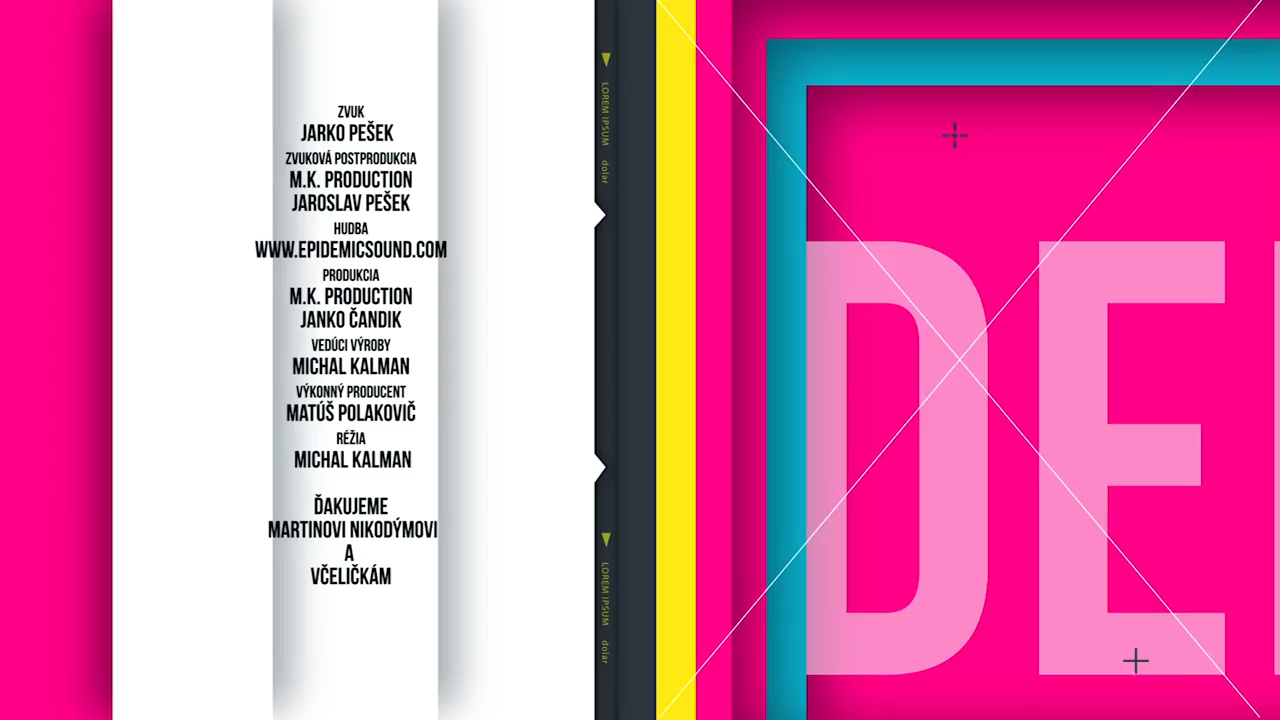 ZVUK
JARKO PEŠEK
ZVUKOVÁ POSTPRODUKCIA
M.K. PRODUCTION
JAROSLAV PEŠEK
HUDBA
WWW.EPIDEMICSOUND.COM
PRODUKCIA
M.K. PRODUCTION
JANKO ČANDIK
VEDÚCI VÝROBY
MICHAL KALMAN
VÝKONNÝ PRODUCENT
MATÚŠ POLAKOVIČ
RÉŽIA
MICHAL KALMAN
ĎAKUJEME
MARTINOVI NIKODÝMOVI
A
VČELIČKÁM
LOREM IPSUM dolar
LOREM IPSUM dolar
DE